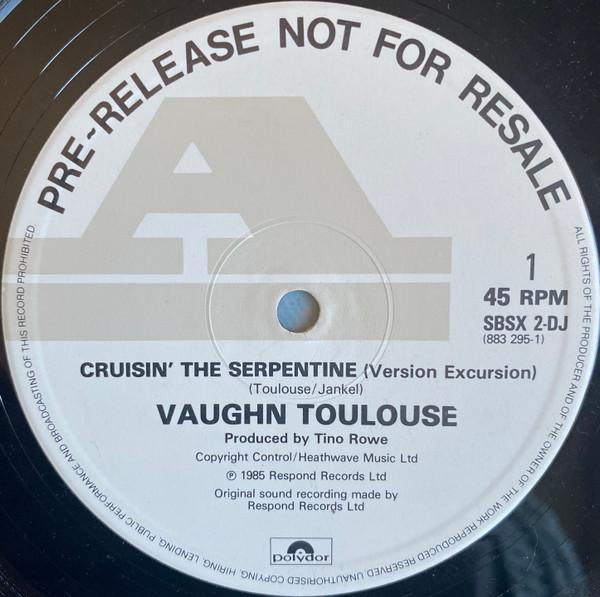 PRE-RELEASE NOT FOR RESALE
A
1
45 RPM
SBSX 2-DJ
(883 295-1)
CRUISIN' THE SERPENTINE (Version Excursion)
(Toulouse/Jankel)
VAUGHN TOULOUSE
Produced by Tino Rowe
Copyright Control/Heathwave Music Ltd
℗ 1985 Respond Records Ltd
Original sound recording made by
Respond Records Ltd
polydor
ALL RIGHTS OF THE PRODUCER AND OF THE OWNER OF THE WORK REPRODUCED RESERVED. UNAUTHORISED COPYING, HIRING, LENDING, PUBLIC PERFORMANCE AND BROADCASTING OF THIS RECORD PROHIBITED